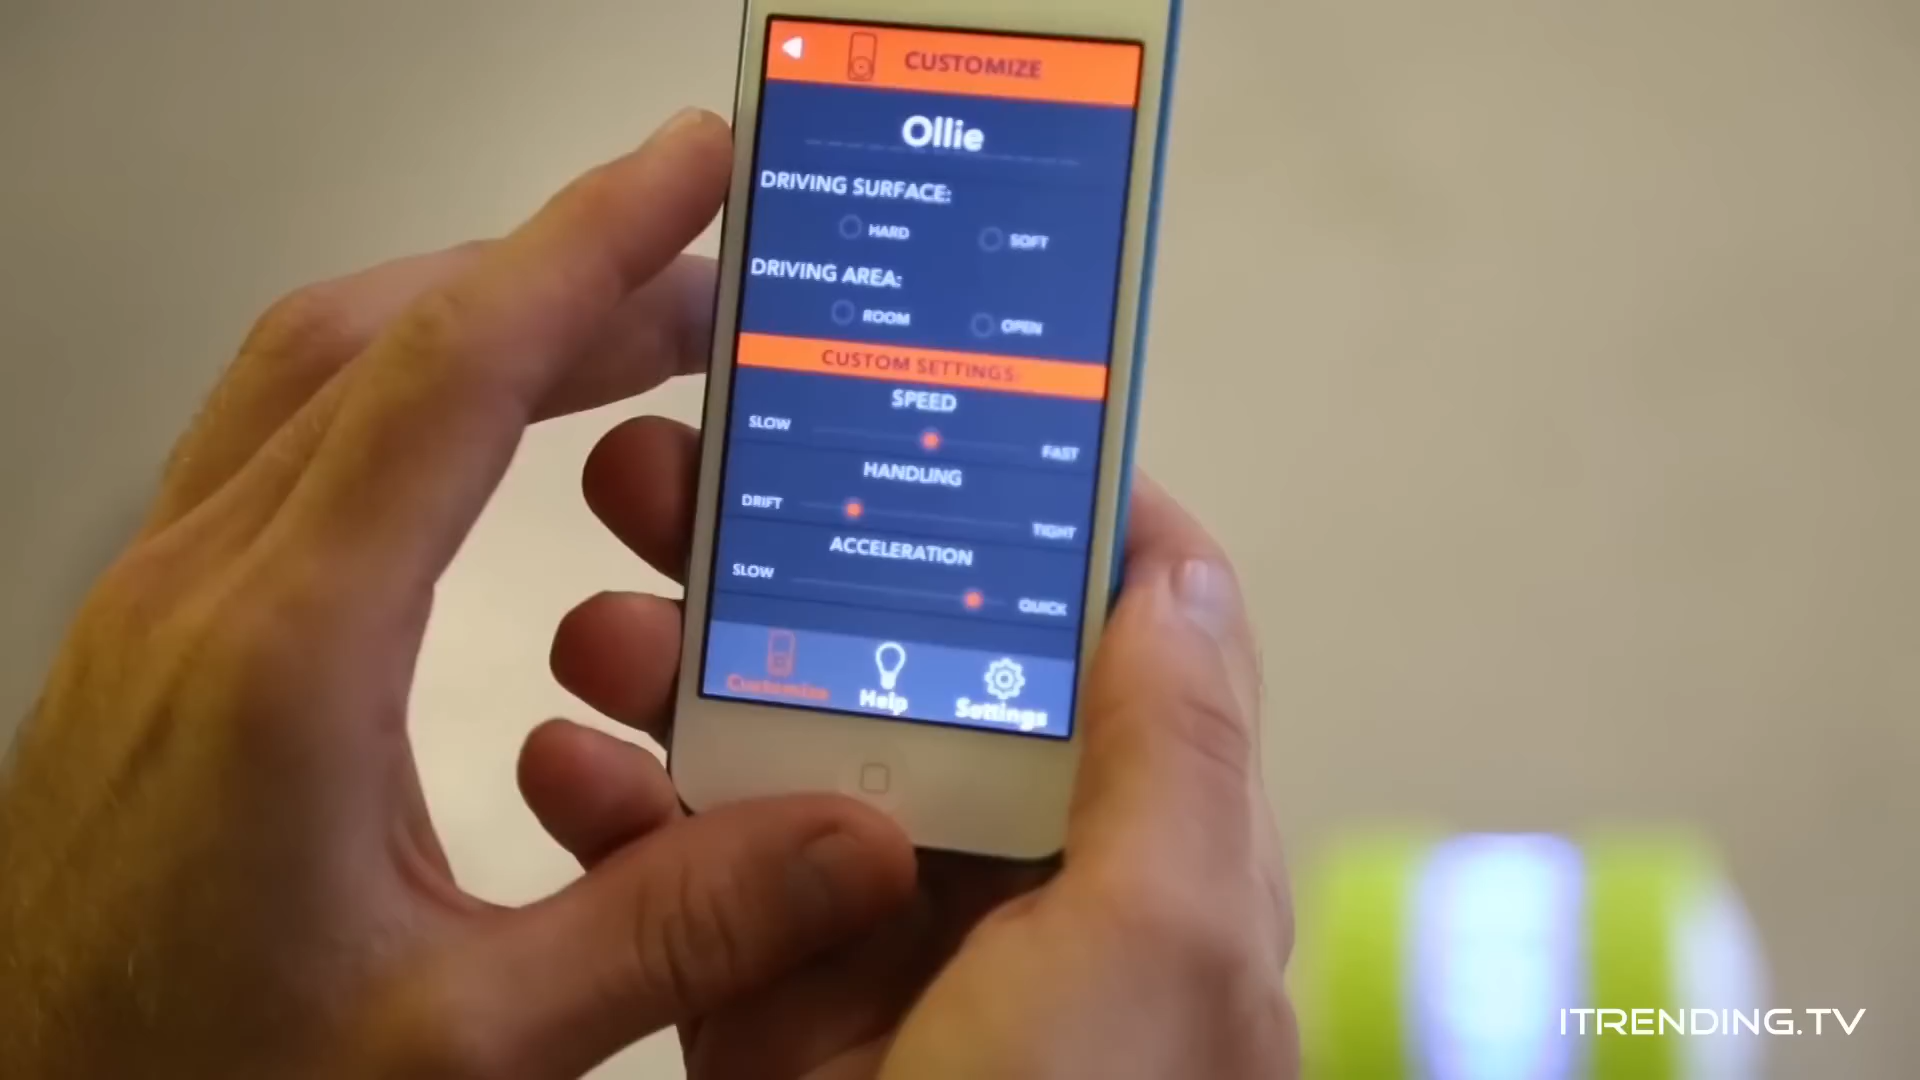 CUSTOMIZE
Ollie
DRIVING SURFACE:
HARD SOFT
DRIVING AREA:
ROOM OPEN
CUSTOM SETTINGS:
SPEED
SLOW FAST
HANDLING
DRIFT TIGHT
ACCELERATION
SLOW QUICK
Customize Help Settings
ITRENDING.TV